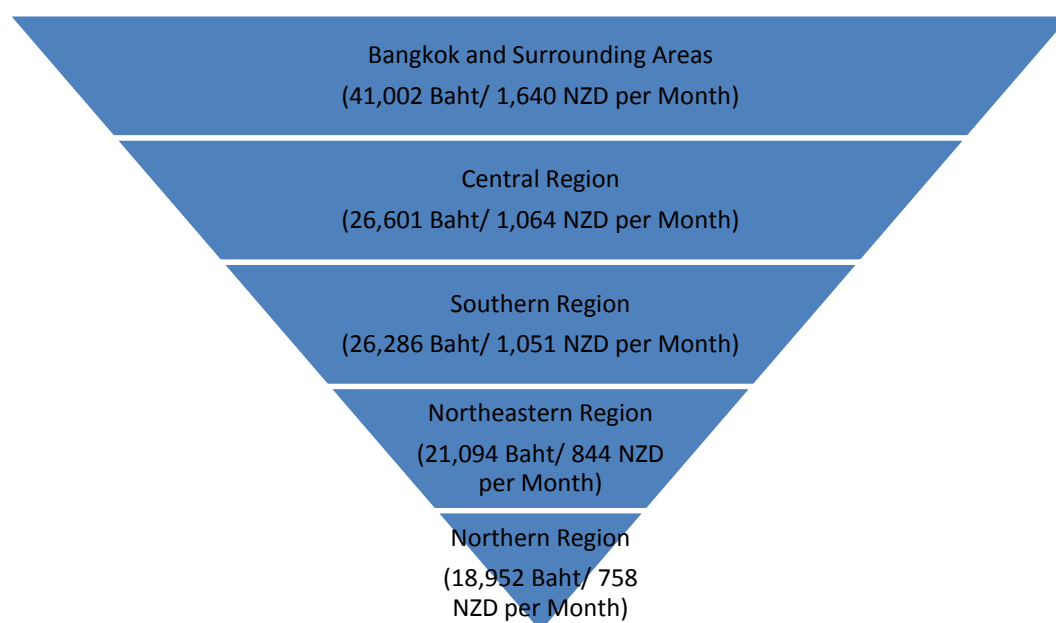 Bangkok and Surrounding Areas
(41,002 Baht/ 1,640 NZD per Month)
Central Region
(26,601 Baht/ 1,064 NZD per Month)
Southern Region
(26,286 Baht/ 1,051 NZD per Month)
Northeastern Region
(21,094 Baht/ 844 NZD
per Month)
Northern Region
(18,952 Baht/ 758
NZD per Month)